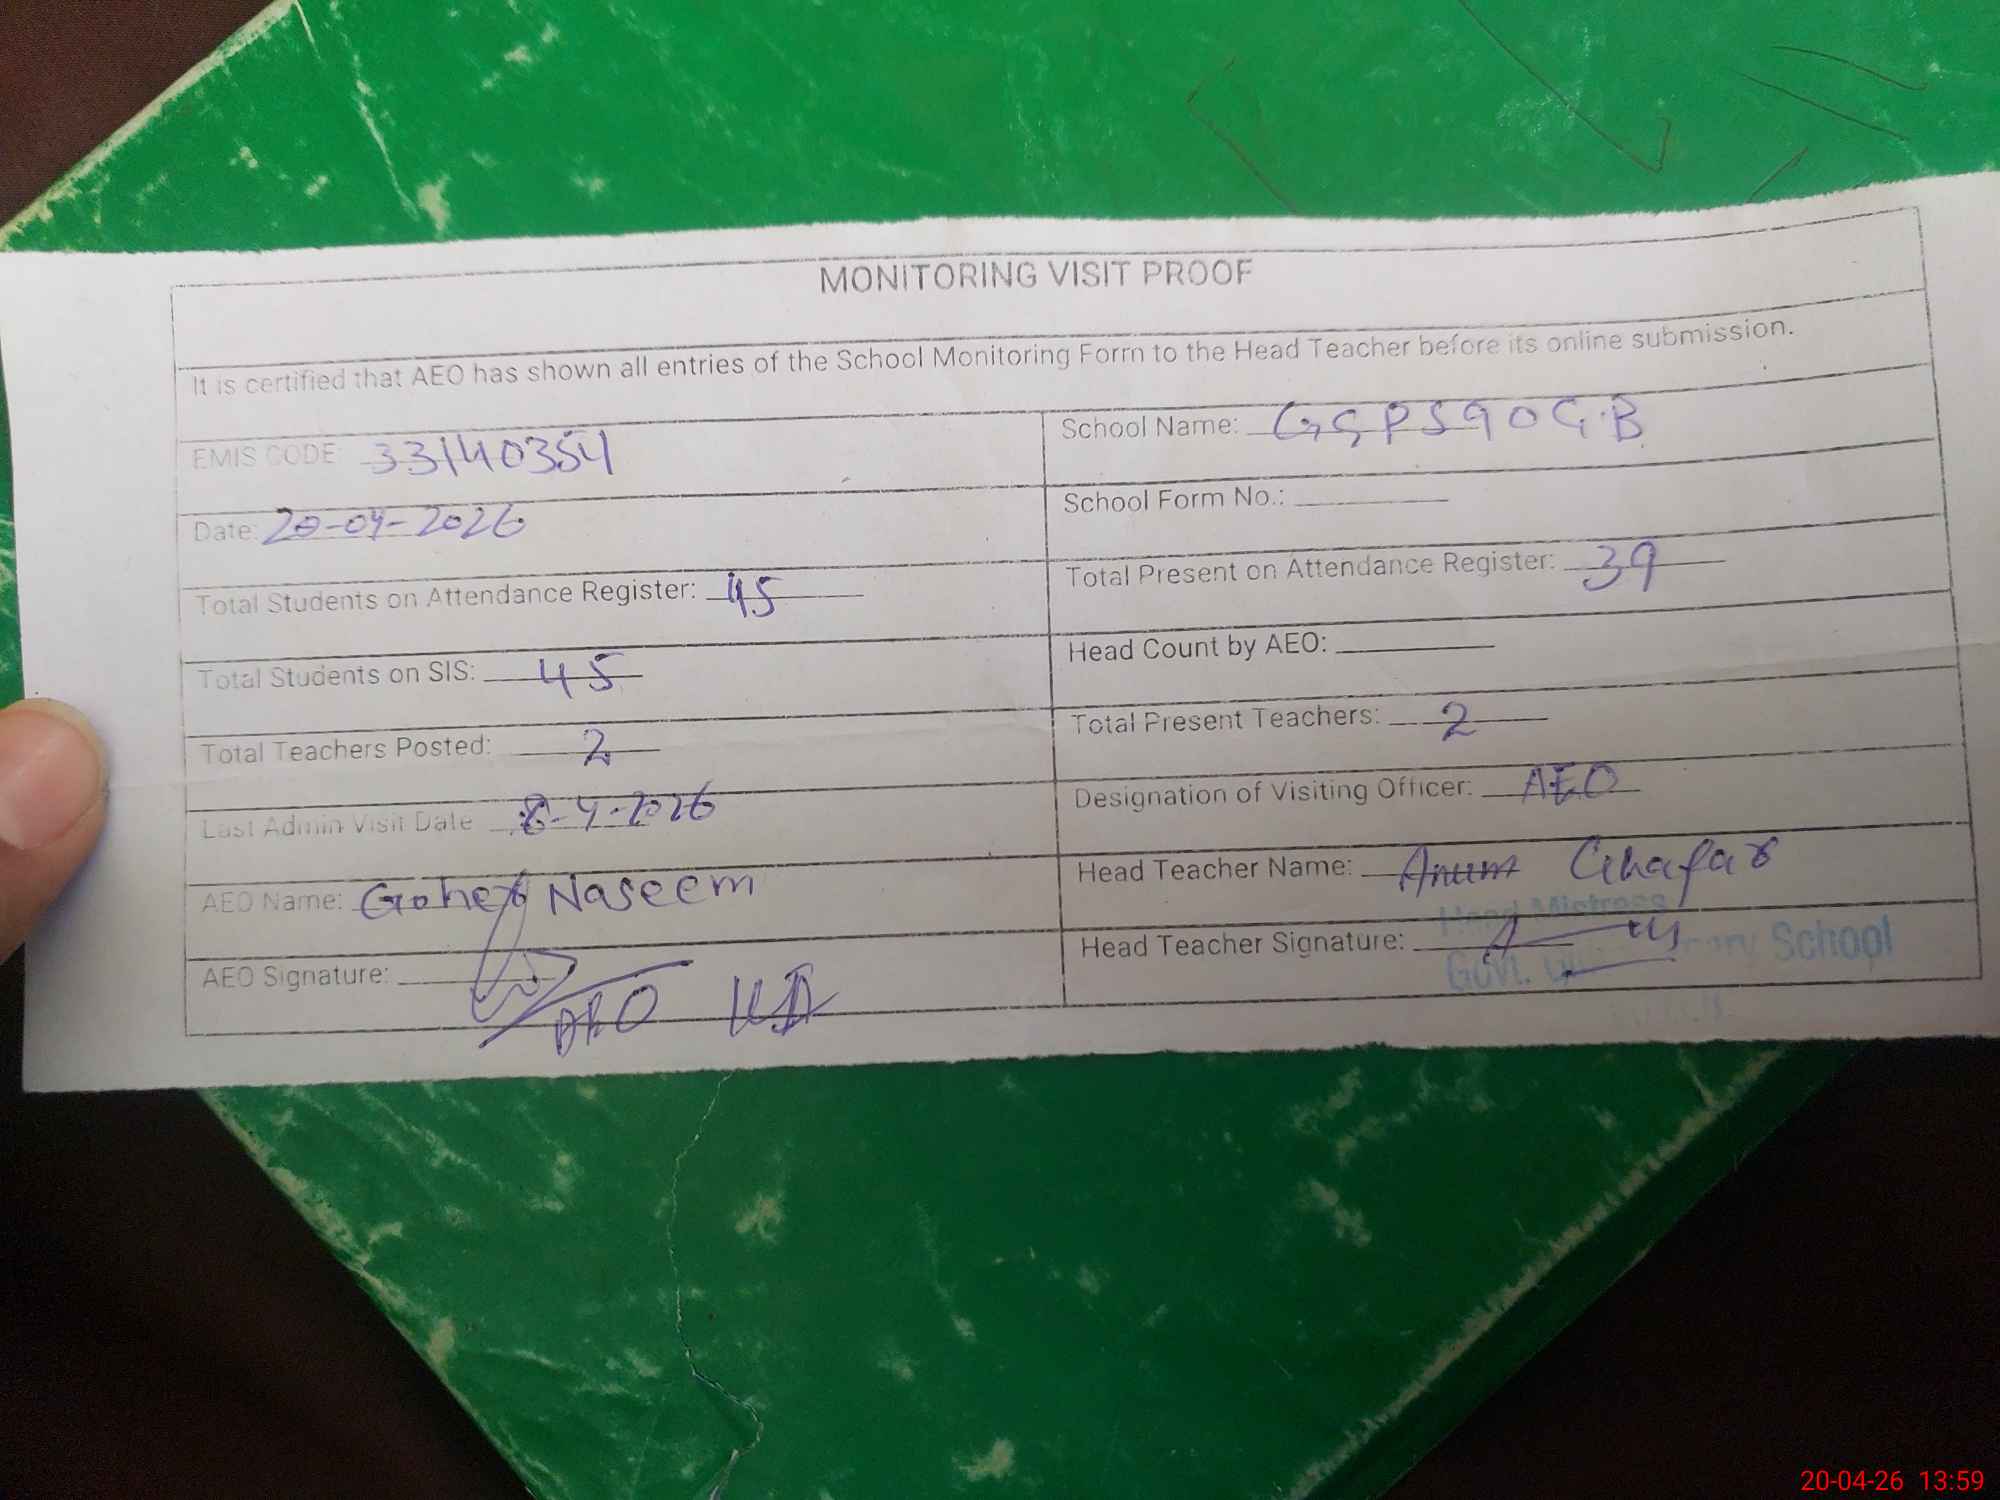 MONITORING VISIT PROOF
It is certified that AEO has shown all entries of the School Monitoring Form to the Head Teacher before its online submission.
EMIS CODE: 33140354
School Name: GGPS 90 GB
Date: 20-04-2026
School Form No.:
Total Students on Attendance Register: 45
Total Present on Attendance Register: 39
Total Students on SIS: 45
Head Count by AEO:
Total Teachers Posted: 2
Total Present Teachers: 2
Last Admin Visit Date 8-4-2026
Designation of Visiting Officer: AEO
AEO Name: Goher Naseem
Head Teacher Name: Anum Ghafar
Head Mistress
AEO Signature:
Head Teacher Signature:
Govt. School
20-04-26 13:59